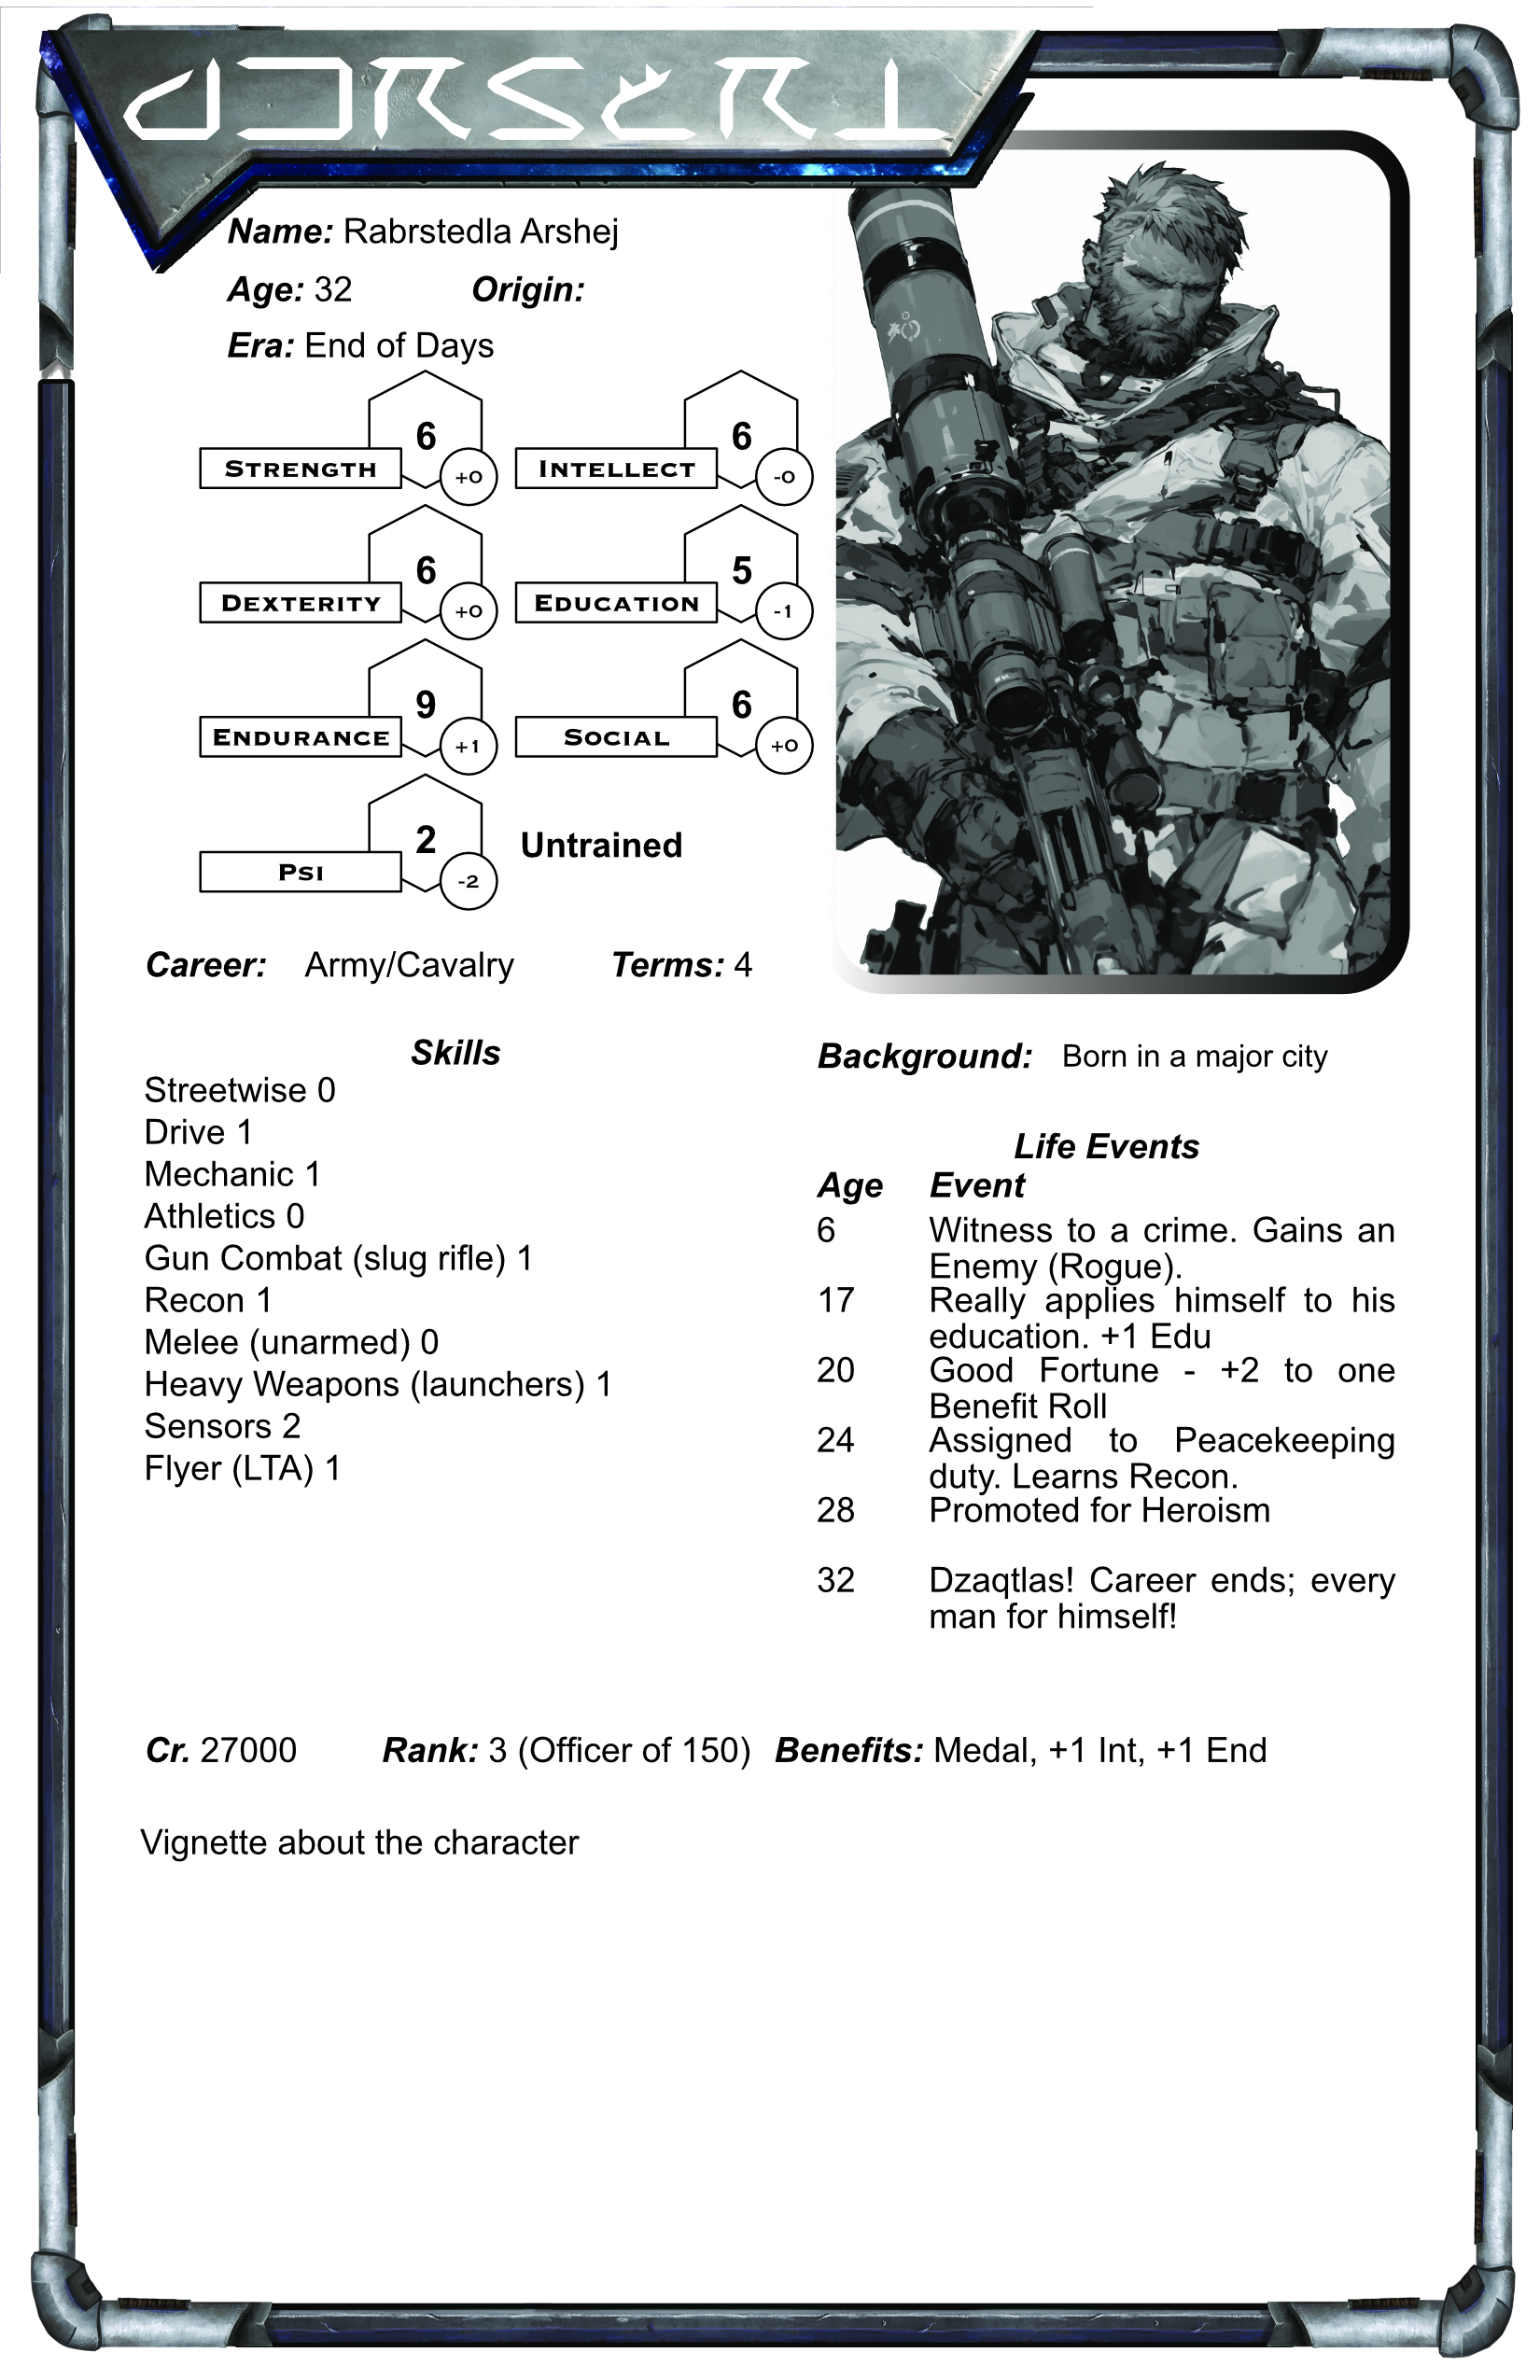 Name: Rabrstedla Arshej
Age: 32 Origin:
Era: End of Days
6
STRENGTH +0
6
INTELLECT -0
6
DEXTERITY +0
5
EDUCATION -1
9
ENDURANCE +1
6
SOCIAL +0
2
PSI -2
Untrained
Career: Army/Cavalry Terms: 4
Skills
Streetwise 0
Drive 1
Mechanic 1
Athletics 0
Gun Combat (slug rifle) 1
Recon 1
Melee (unarmed) 0
Heavy Weapons (launchers) 1
Sensors 2
Flyer (LTA) 1
Background: Born in a major city
Life Events
Age Event
6 Witness to a crime. Gains an
Enemy (Rogue).
17 Really applies himself to his
education. +1 Edu
20 Good Fortune - +2 to one
Benefit Roll
24 Assigned to Peacekeeping
duty. Learns Recon.
28 Promoted for Heroism
32 Dzaqtlas! Career ends; every
man for himself!
Cr. 27000 Rank: 3 (Officer of 150) Benefits: Medal, +1 Int, +1 End
Vignette about the character